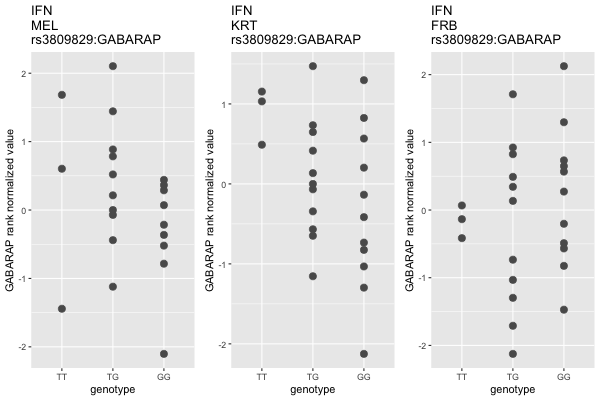 IFN
MEL
rs3809829:GABARAP
GABARAP rank normalized value
2
1
0
-1
-2
TT
TG
GG
genotype
IFN
KRT
rs3809829:GABARAP
GABARAP rank normalized value
1
0
-1
-2
TT
TG
GG
genotype
IFN
FRB
rs3809829:GABARAP
GABARAP rank normalized value
2
1
0
-1
-2
TT
TG
GG
genotype